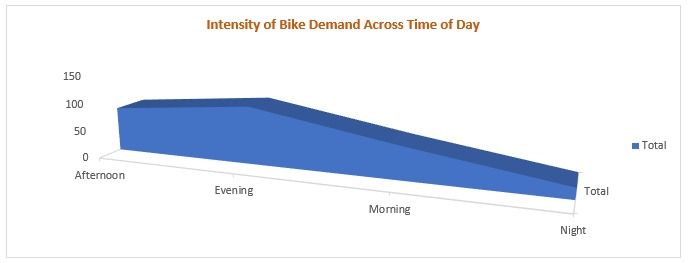 Intensity of Bike Demand Across Time of Day
150
100
50
0
Afternoon
Evening
Morning
Night
Total
Total